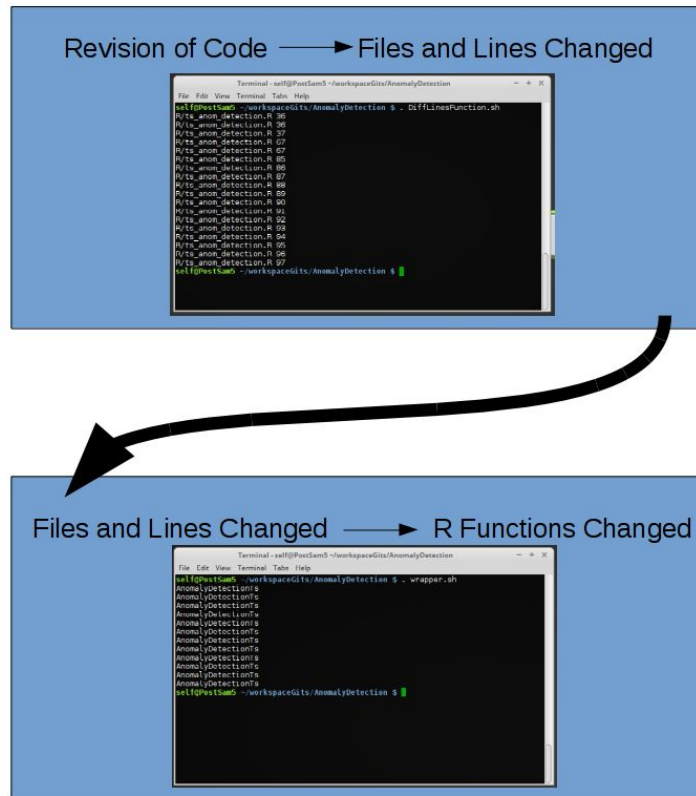 Revision of Code Files and Lines Changed
Terminal - self@PostSam5 ~/workspaceGits/AnomalyDetection
File Edit View Terminal Tabs Help
self@PostSam5 ~/workspaceGits/AnomalyDetection $ . DiffLinesFunction.sh
R/ts_anom_detection.R 36
R/ts_anom_detection.R 36
R/ts_anom_detection.R 37
R/ts_anom_detection.R 67
R/ts_anom_detection.R 67
R/ts_anom_detection.R 85
R/ts_anom_detection.R 86
R/ts_anom_detection.R 87
R/ts_anom_detection.R 88
R/ts_anom_detection.R 89
R/ts_anom_detection.R 90
R/ts_anom_detection.R 91
R/ts_anom_detection.R 92
R/ts_anom_detection.R 93
R/ts_anom_detection.R 94
R/ts_anom_detection.R 95
R/ts_anom_detection.R 96
R/ts_anom_detection.R 97
self@PostSam5 ~/workspaceGits/AnomalyDetection $
Files and Lines Changed R Functions Changed
Terminal - self@PostSam5 ~/workspaceGits/AnomalyDetection
File Edit View Terminal Tabs Help
self@PostSam5 ~/workspaceGits/AnomalyDetection $ . wrapper.sh
AnomalyDetectionTs
AnomalyDetectionTs
AnomalyDetectionTs
AnomalyDetectionTs
AnomalyDetectionTs
AnomalyDetectionTs
AnomalyDetectionTs
AnomalyDetectionTs
AnomalyDetectionTs
AnomalyDetectionTs
AnomalyDetectionTs
AnomalyDetectionTs
self@PostSam5 ~/workspaceGits/AnomalyDetection $